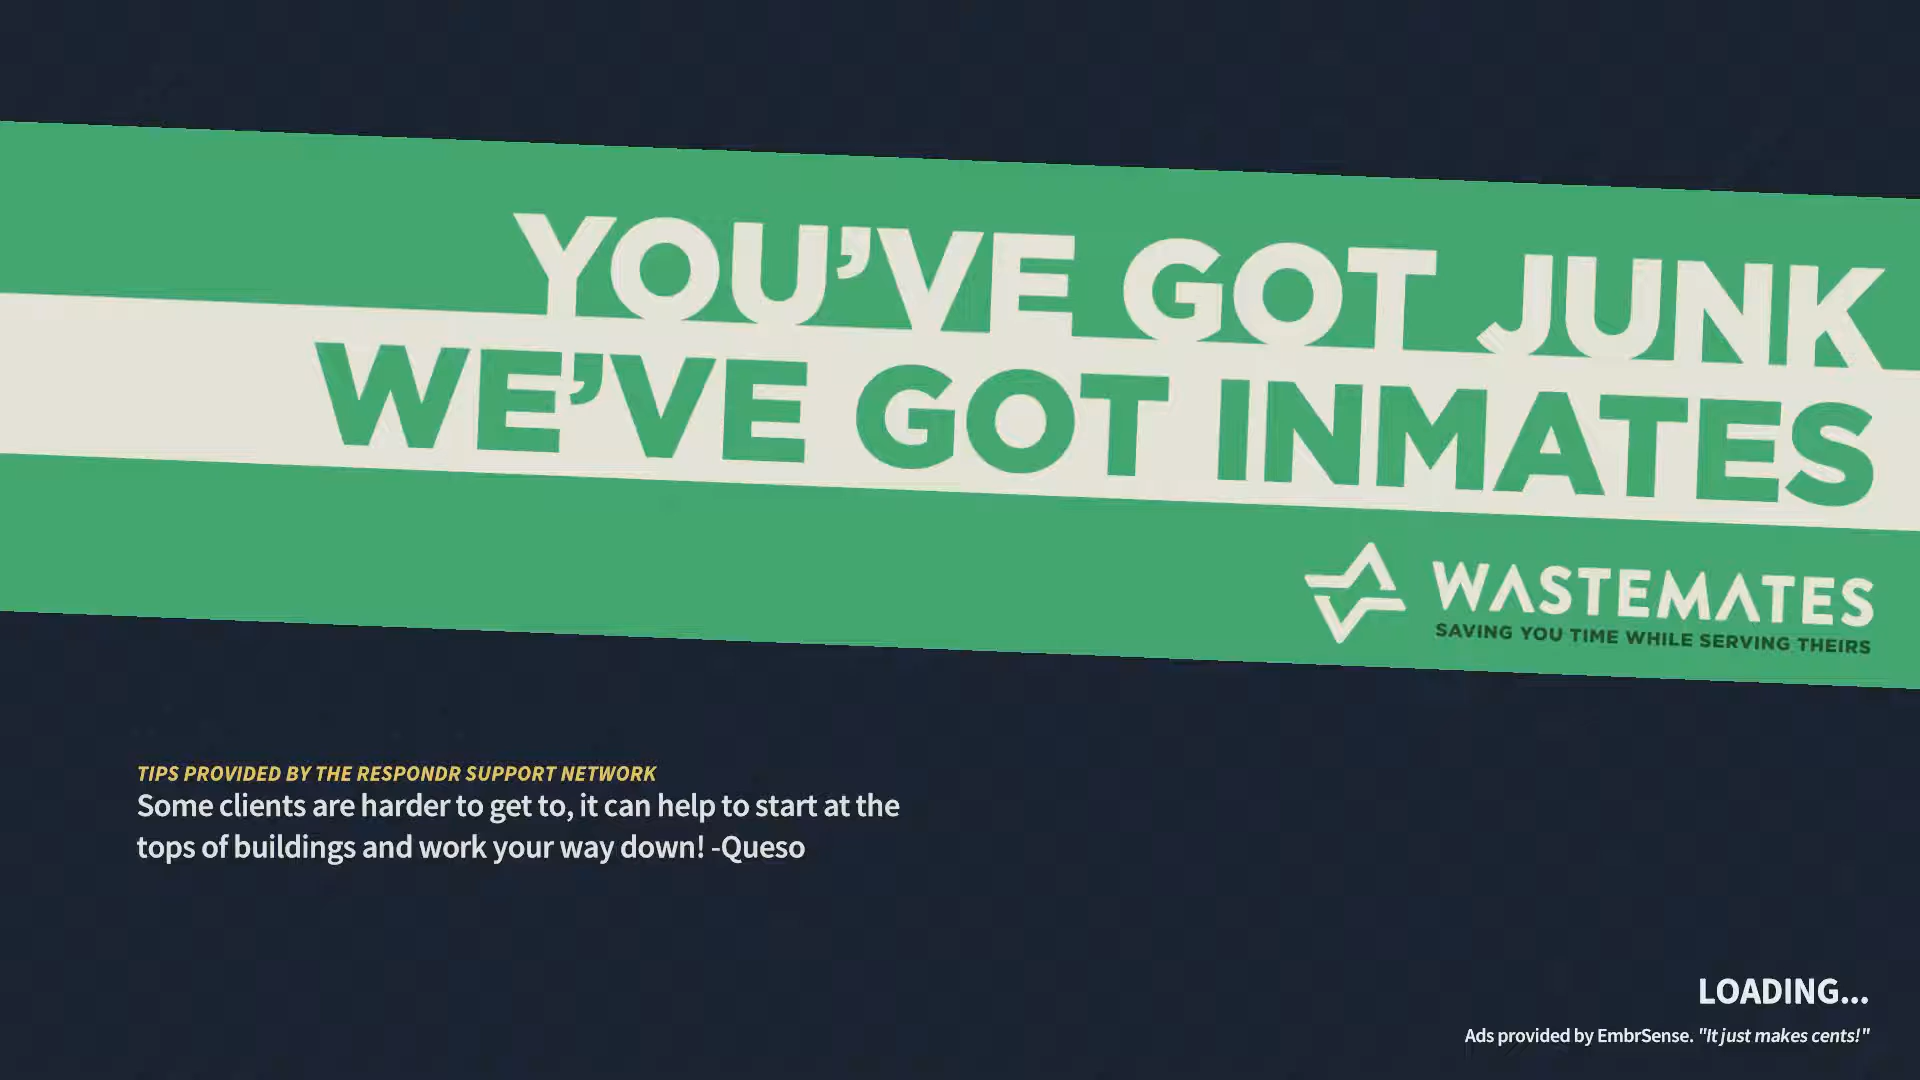 YOU'VE GOT JUNK
WE'VE GOT INMATES
WASTEMATES
SAVING YOU TIME WHILE SERVING THEIRS
TIPS PROVIDED BY THE RESPONDR SUPPORT NETWORK
Some clients are harder to get to, it can help to start at the
tops of buildings and work your way down! -Queso
LOADING...
Ads provided by EmbrSense. "It just makes cents!"